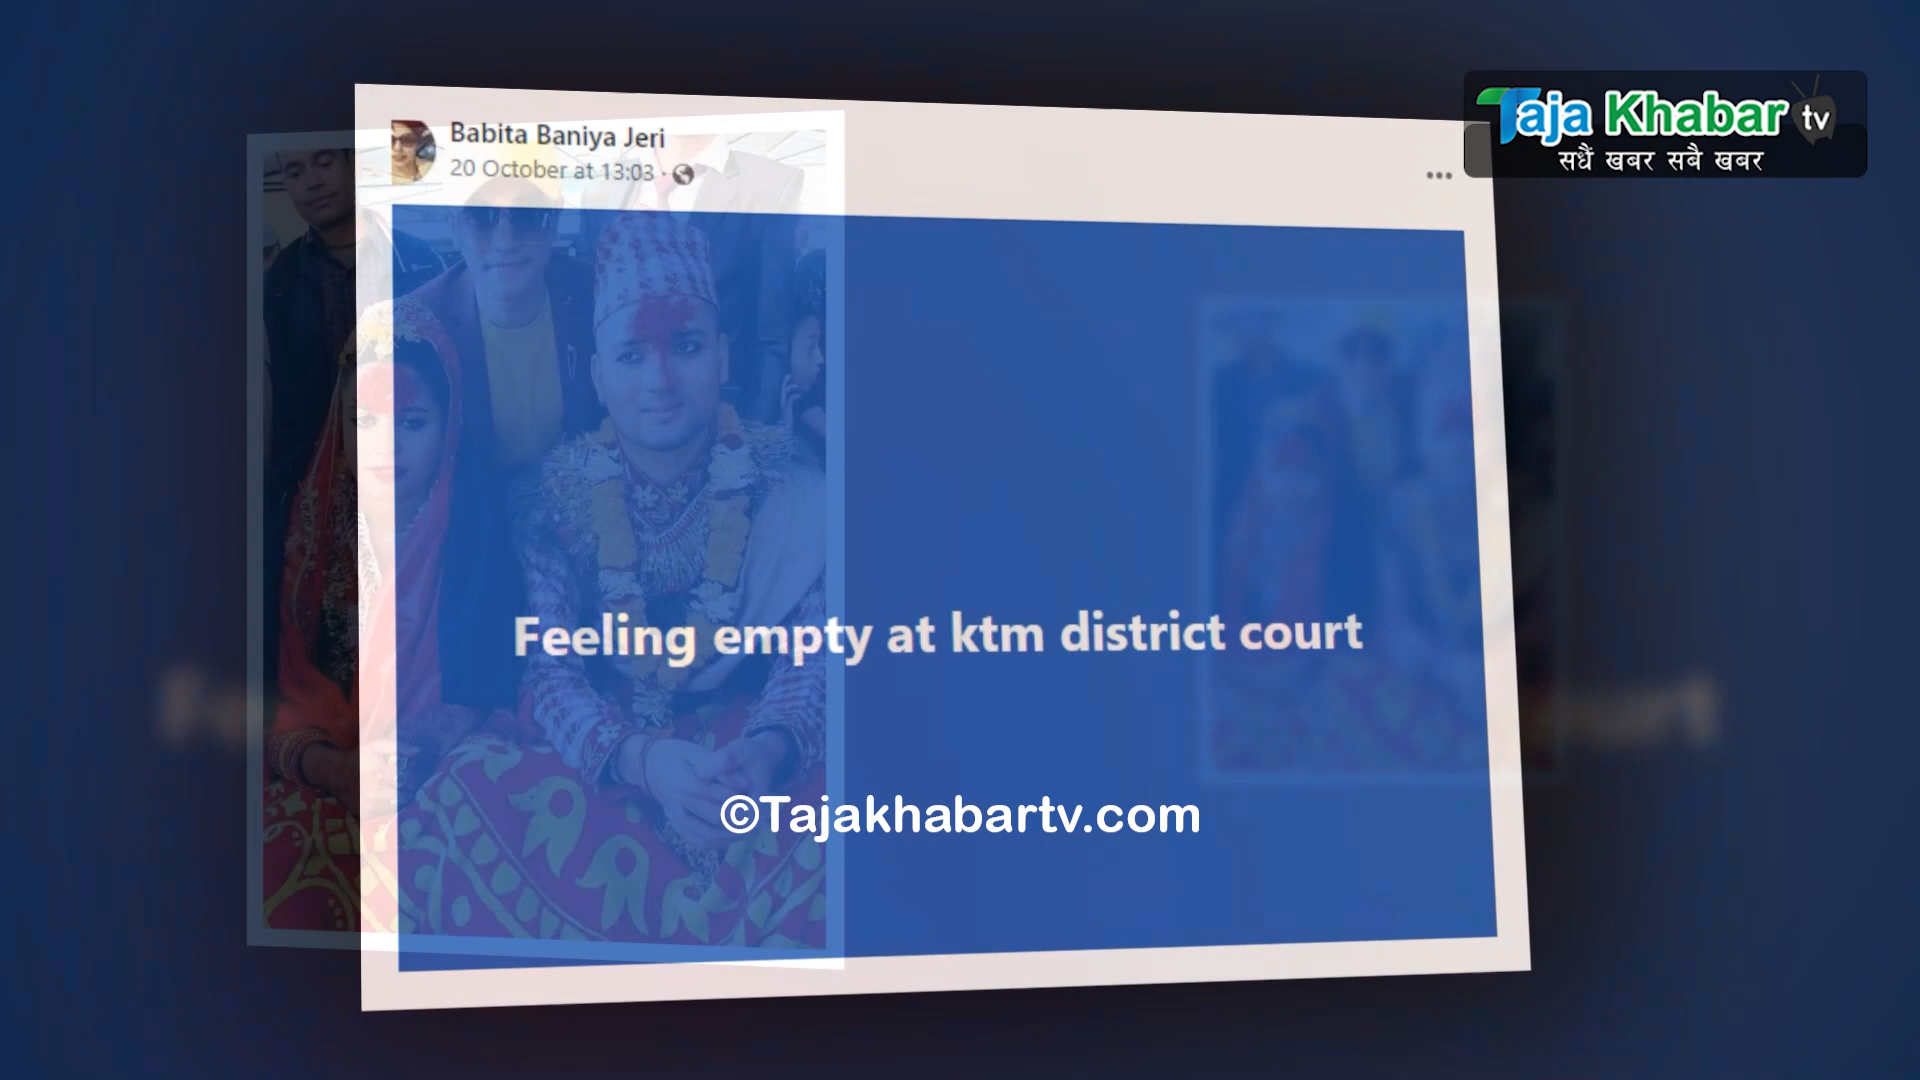 Taja Khabar tv
सधैं खबर सबै खबर
Babita Baniya Jeri
20 October at 13:03
Feeling empty at ktm district court
©Tajakhabartv.com